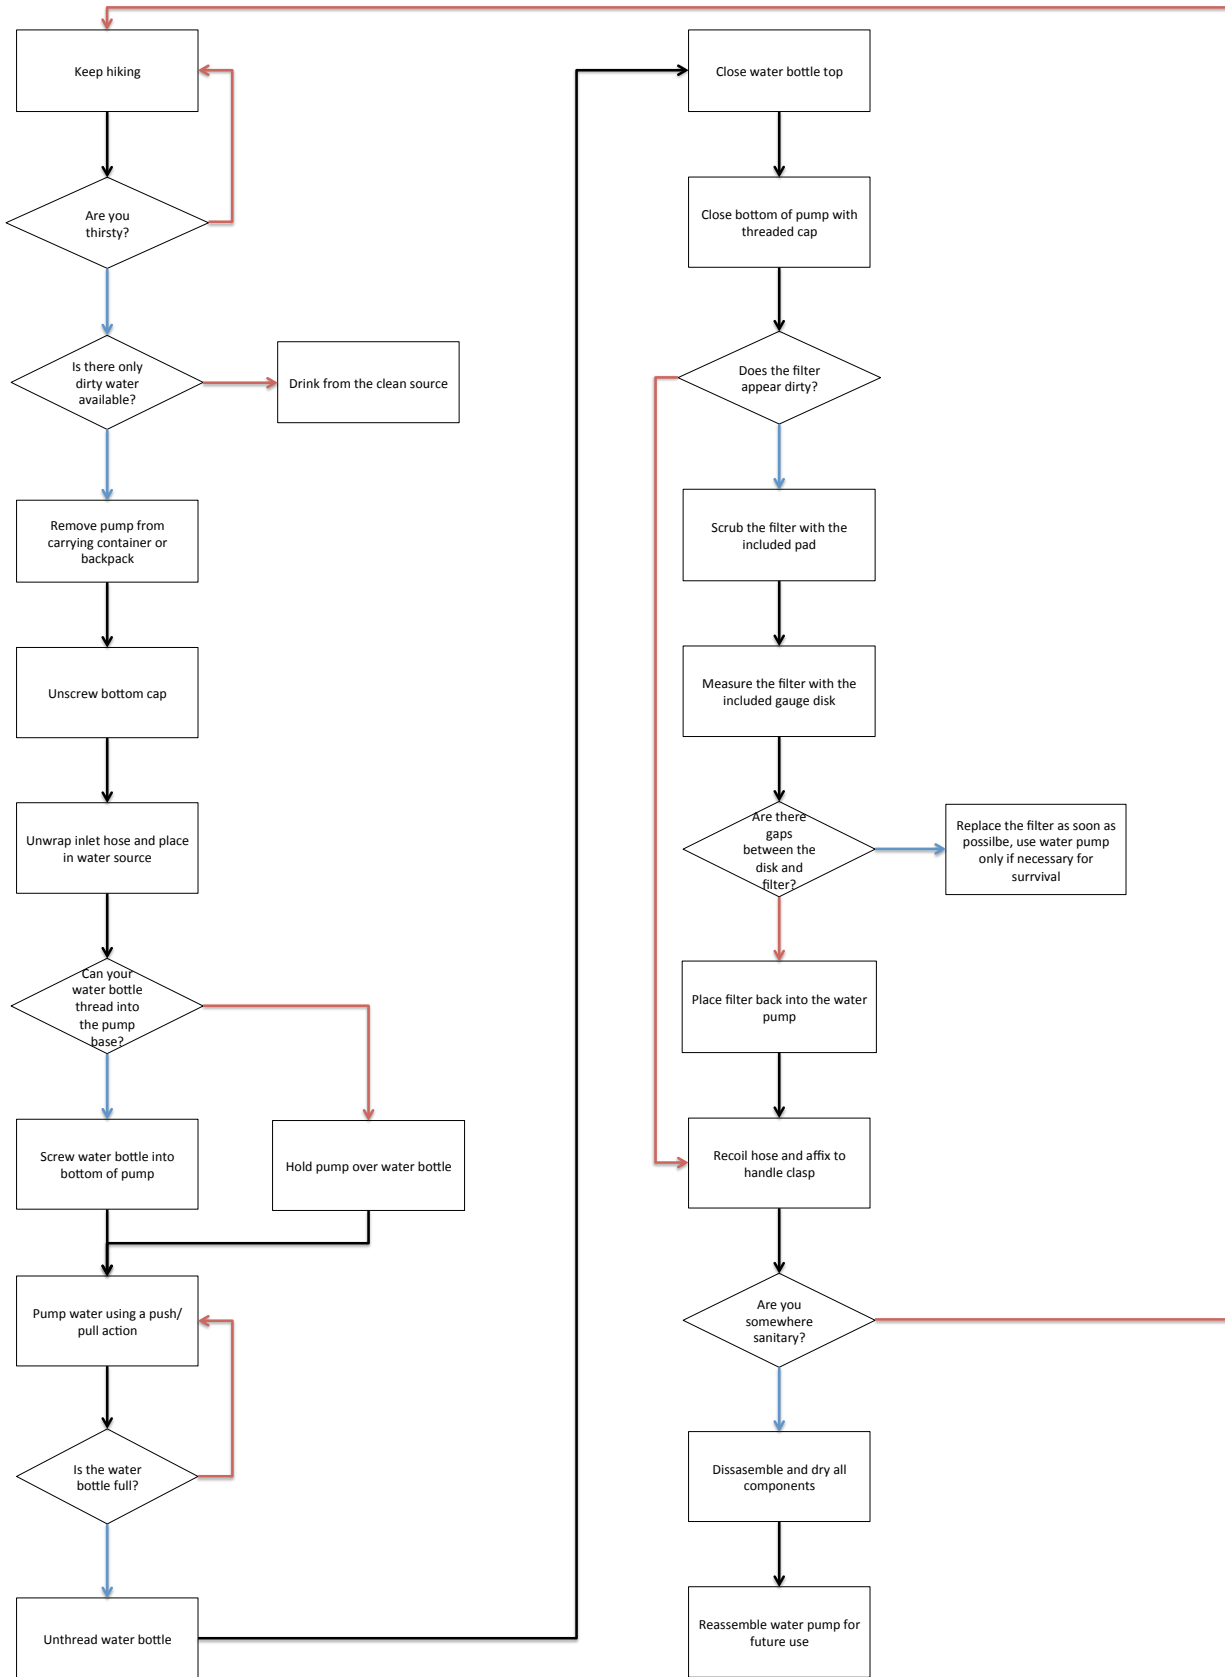 Keep hiking
Are you
thirsty?
Is there only
dirty water
available?
Drink from the clean source
Remove pump from
carrying container or
backpack
Unscrew bottom cap
Unwrap inlet hose and place
in water source
Can your
water bottle
thread into
the pump
base?
Screw water bottle into
bottom of pump
Hold pump over water bottle
Pump water using a push/
pull action
Is the water
bottle full?
Unthread water bottle
Close water bottle top
Close bottom of pump with
threaded cap
Does the filter
appear dirty?
Scrub the filter with the
included pad
Measure the filter with the
included gauge disk
Are there
gaps
between the
disk and
filter?
Replace the filter as soon as
possilbe, use water pump
only if necessary for
surrvival
Place filter back into the water
pump
Recoil hose and affix to
handle clasp
Are you
somewhere
sanitary?
Dissasemble and dry all
components
Reassemble water pump for
future use